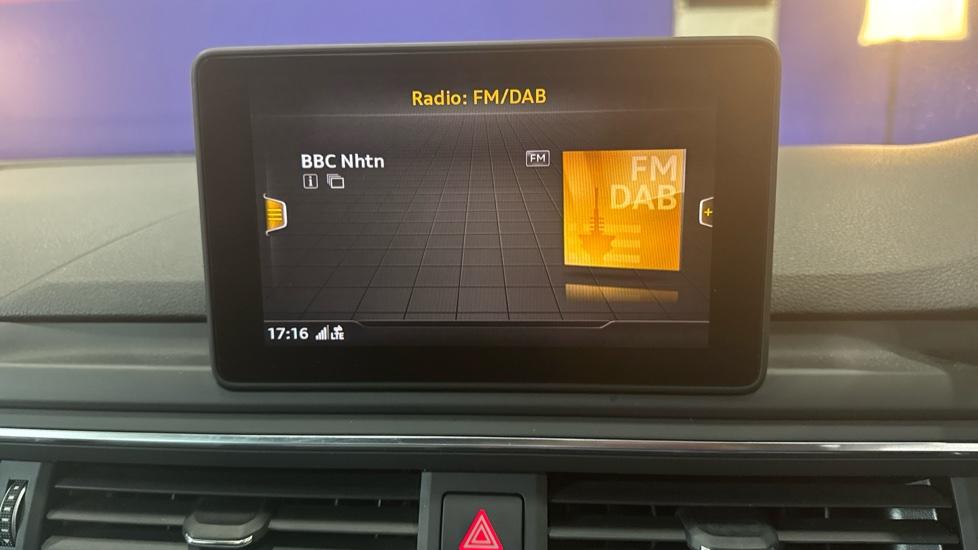 Radio: FM/DAB
BBC Nhtn
FM
FM
DAB
17:16
LTE